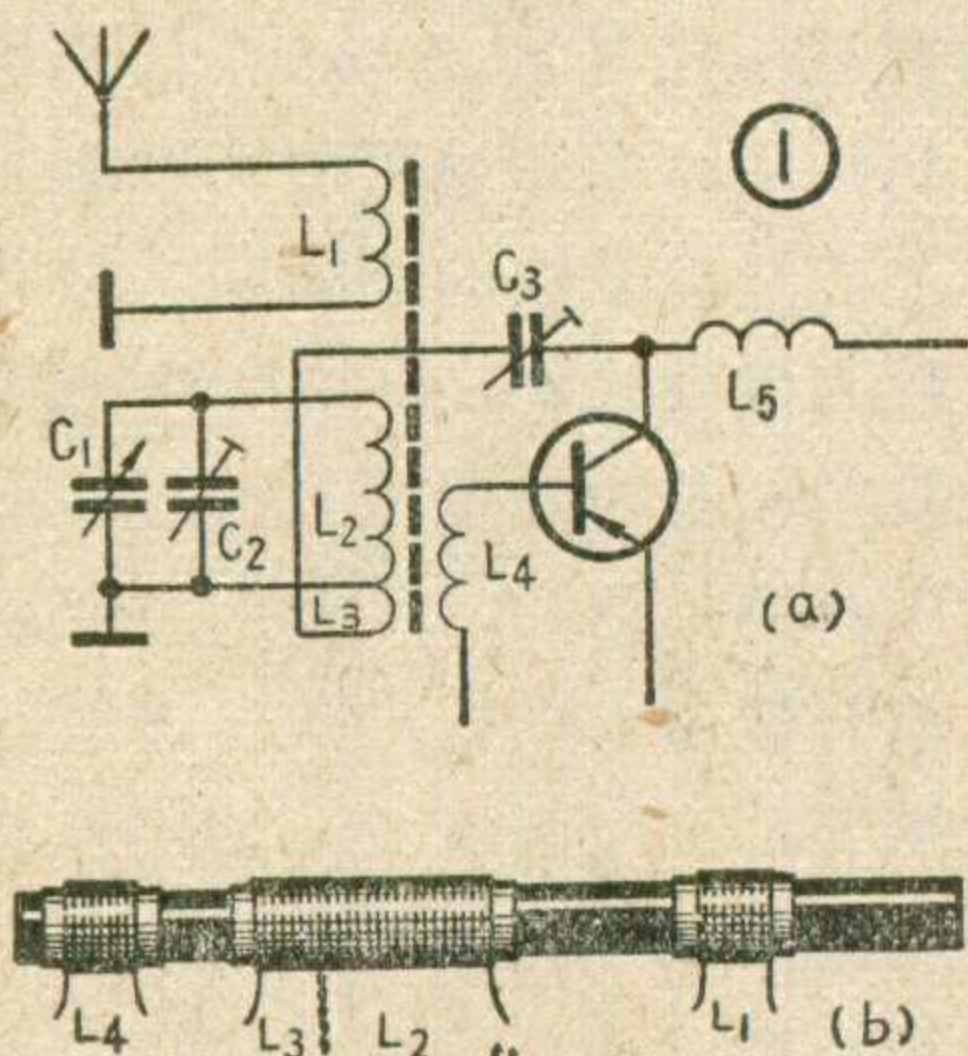 ①
L₁
C₃
L₅
C₁
L₂
C₂
L₄
L₃
(a)
L₄ L₃ L₂ L₁ (b)